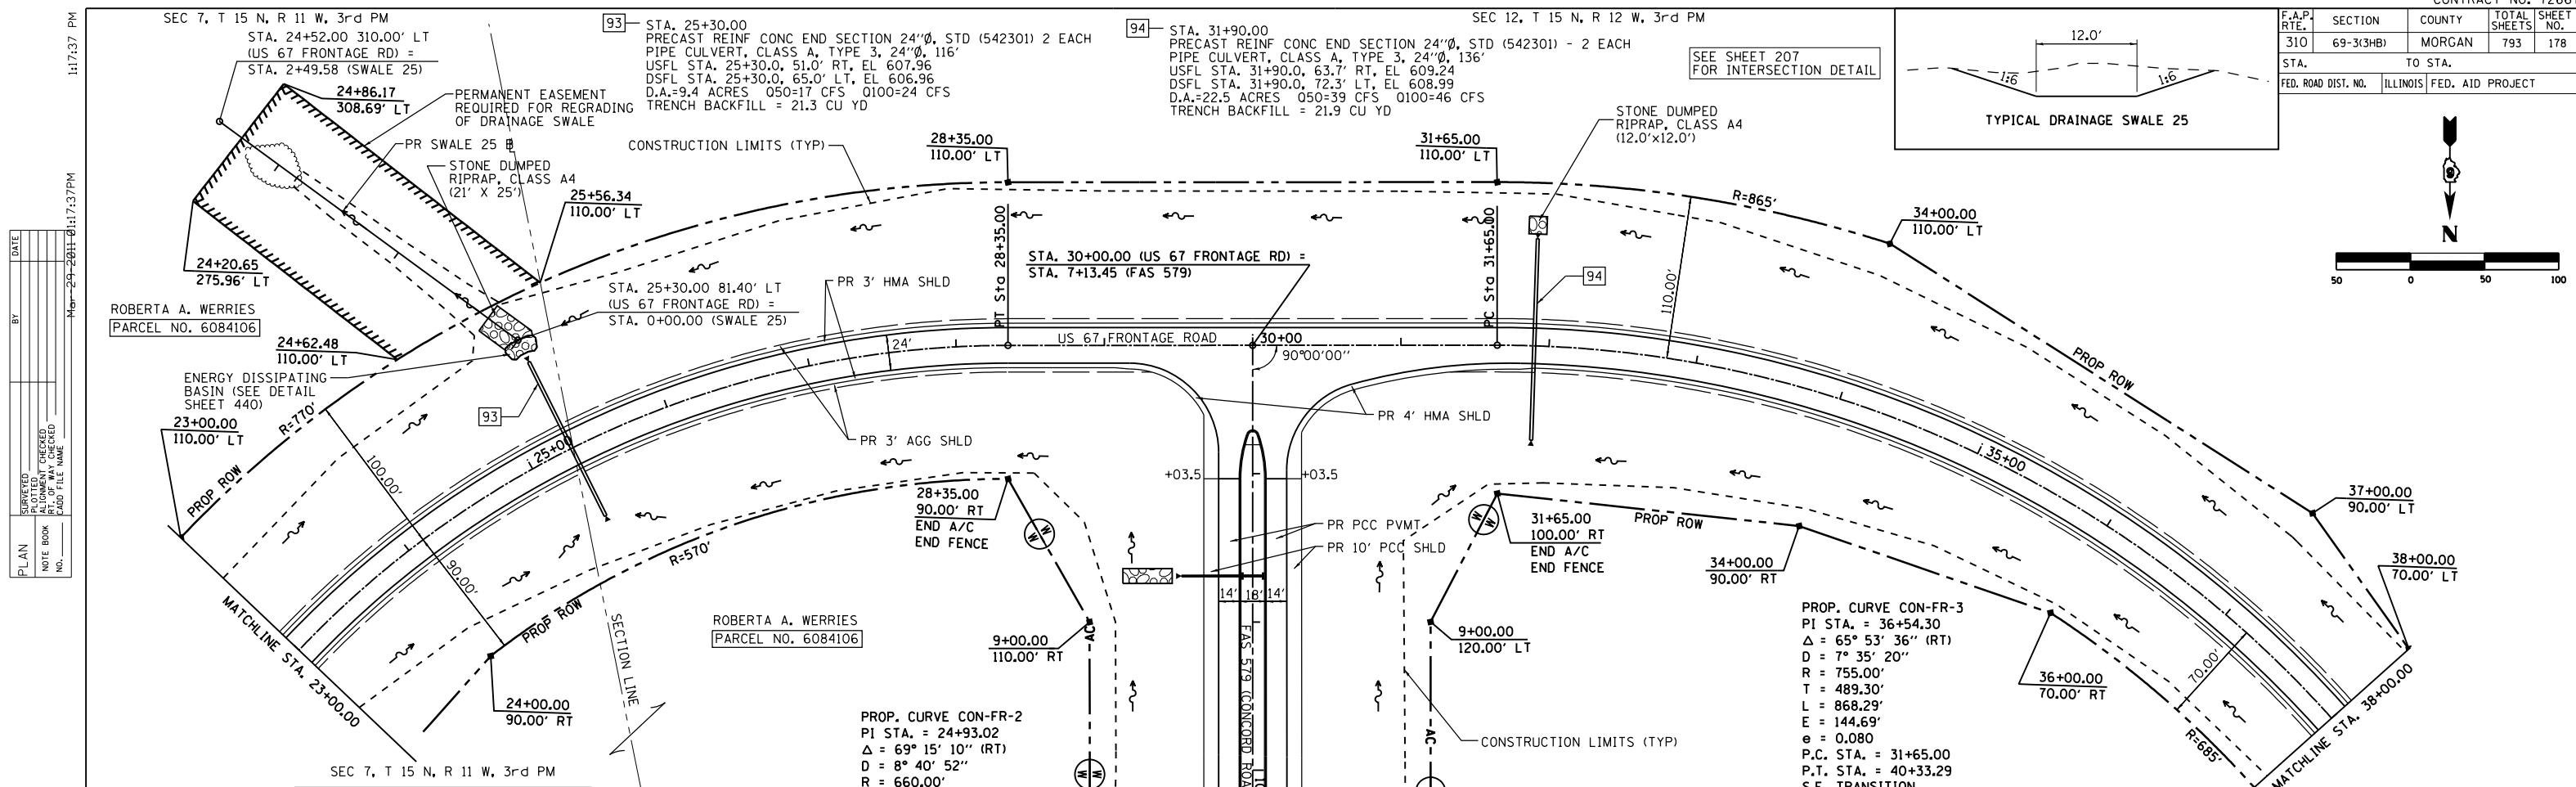 SEC 7, T 15 N, R 11 W, 3rd PM
STA. 24+52.00 310.00' LT
(US 67 FRONTAGE RD) =
STA. 2+49.58 (SWALE 25)
24+86.17
308.69' LT
PERMANENT EASEMENT
REQUIRED FOR REGRADING
OF DRAINAGE SWALE
PR SWALE 25
STONE DUMPED
RIPRAP, CLASS A4
(21' X 25')
25+56.34
110.00' LT
93
STA. 25+30.00
PRECAST REINF CONC END SECTION 24"Ø, STD (542301) 2 EACH
PIPE CULVERT, CLASS A, TYPE 3, 24"Ø, 116'
USFL STA. 25+30.0, 51.0' RT, EL 607.96
DSFL STA. 25+30.0, 65.0' LT, EL 606.96
D.A.=9.4 ACRES Q50=17 CFS Q100=24 CFS
TRENCH BACKFILL = 21.3 CU YD
CONSTRUCTION LIMITS (TYP)
28+35.00
110.00' LT
94
STA. 31+90.00
PRECAST REINF CONC END SECTION 24"Ø, STD (542301) - 2 EACH
PIPE CULVERT, CLASS A, TYPE 3, 24"Ø, 136'
USFL STA. 31+90.0, 63.7' RT, EL 609.24
DSFL STA. 31+90.0, 72.3' LT, EL 608.99
D.A.=22.5 ACRES Q50=39 CFS Q100=46 CFS
TRENCH BACKFILL = 21.9 CU YD
SEC 12, T 15 N, R 12 W, 3rd PM
31+65.00
110.00' LT
STONE DUMPED
RIPRAP, CLASS A4
(12.0'x12.0')
SEE SHEET 207
FOR INTERSECTION DETAIL
12.0'
1:6
1:6
TYPICAL DRAINAGE SWALE 25
F.A.P. RTE.
SECTION
COUNTY
TOTAL SHEETS
SHEET
310
69-3(3HB)
MORGAN
793
178
STA.
TO STA.
FED. ROAD DIST. NO.
ILLINOIS
FED. AID PROJECT
N
50
0
50
100
1:17:37 PM
Mar-29-2011 01:17:37PM
DATE
BY
SURVEYED
PLOTTED
ALIGNMENT CHECKED
RT. OF WAY CHECKED
CADD FILE NAME
PLAN
NOTE BOOK
NO.
24+20.65
275.96' LT
ROBERTA A. WERRIES
PARCEL NO. 6084106
24+62.48
110.00' LT
ENERGY DISSIPATING
BASIN (SEE DETAIL
SHEET 440)
23+00.00
110.00' LT
R=770'
PROP ROW
100.00'
90.00'
93
STA. 25+30.00 81.40' LT
(US 67 FRONTAGE RD) =
STA. 0+00.00 (SWALE 25)
PR 3' HMA SHLD
24'
PR 3' AGG SHLD
25+00
PT Sta 28+35.00
STA. 30+00.00 (US 67 FRONTAGE RD) =
STA. 7+13.45 (FAS 579)
US 67 FRONTAGE ROAD
30+00
90°00'00"
PC Sta 31+65.00
94
PR 4' HMA SHLD
110.00'
R=865'
34+00.00
110.00' LT
PROP ROW
35+00
37+00.00
90.00' LT
38+00.00
70.00' LT
+03.5
+03.5
28+35.00
90.00' RT
END A/C
END FENCE
W
W
PR PCC PVMT
PR 10' PCC SHLD
W
W
31+65.00
100.00' RT
END A/C
END FENCE
PROP ROW
34+00.00
90.00' RT
36+00.00
70.00' RT
70.00'
R=685'
MATCHLINE STA. 38+00.00
MATCHLINE STA. 23+00.00
R=570'
PROP ROW
24+00.00
90.00' RT
SECTION LINE
ROBERTA A. WERRIES
PARCEL NO. 6084106
9+00.00
110.00' RT
AC
14'
18'
14'
FAS 579 (CONCORD
9+00.00
120.00' LT
AC
CONSTRUCTION LIMITS (TYP)
W
W
SEC 7, T 15 N, R 11 W, 3rd PM
PROP. CURVE CON-FR-2
PI STA. = 24+93.02
Δ = 69° 15' 10" (RT)
D = 8° 40' 52"
R = 660.00'
PROP. CURVE CON-FR-3
PI STA. = 36+54.30
Δ = 65° 53' 36" (RT)
D = 7° 35' 20"
R = 755.00'
T = 489.30'
L = 868.29'
E = 144.69'
e = 0.080
P.C. STA. = 31+65.00
P.T. STA. = 40+33.29
S.E. TRANSITION